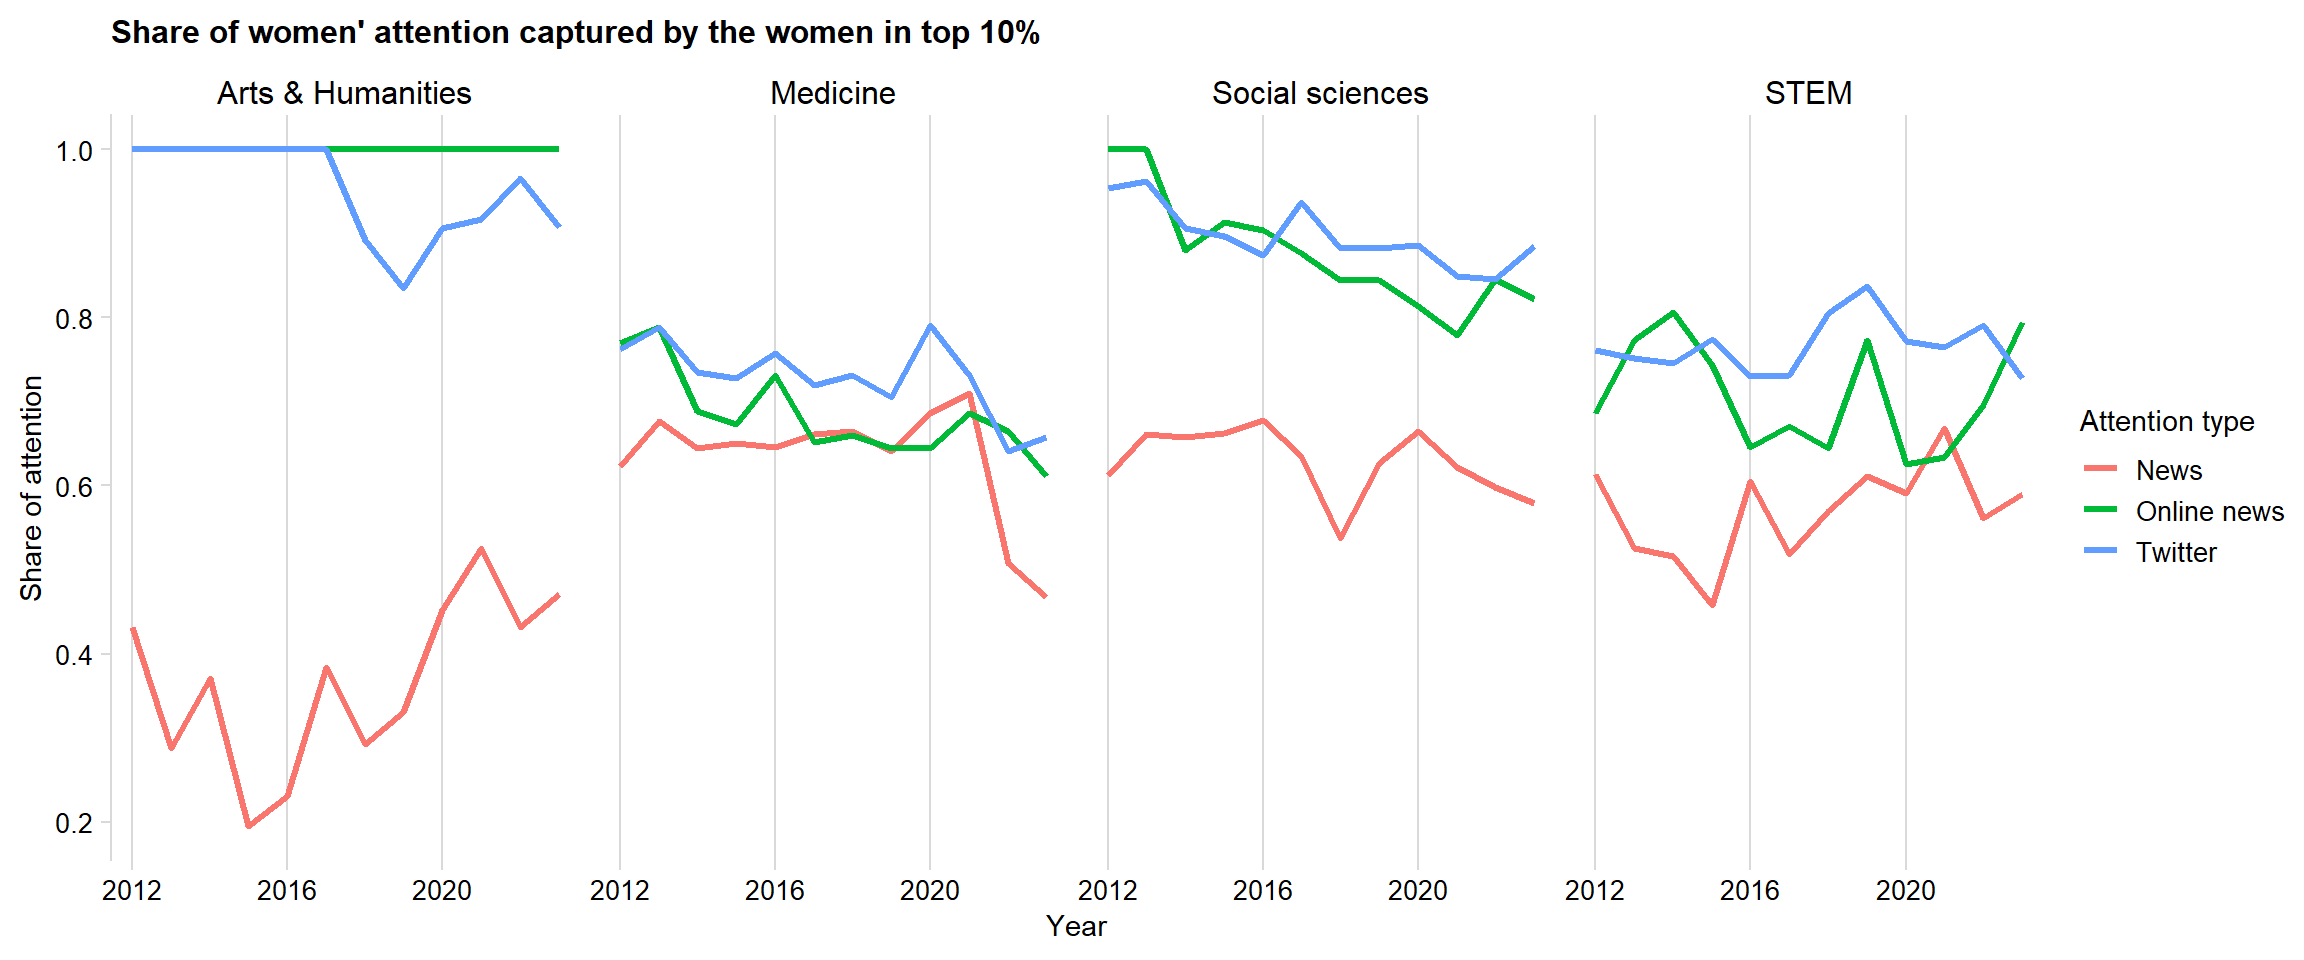 Share of women' attention captured by the women in top 10%
Arts & Humanities
Medicine
Social sciences
STEM
Share of attention
1.0
0.8
0.6
0.4
0.2
2012 2016 2020
2012 2016 2020
2012 2016 2020
2012 2016 2020
Year
Attention type
News
Online news
Twitter